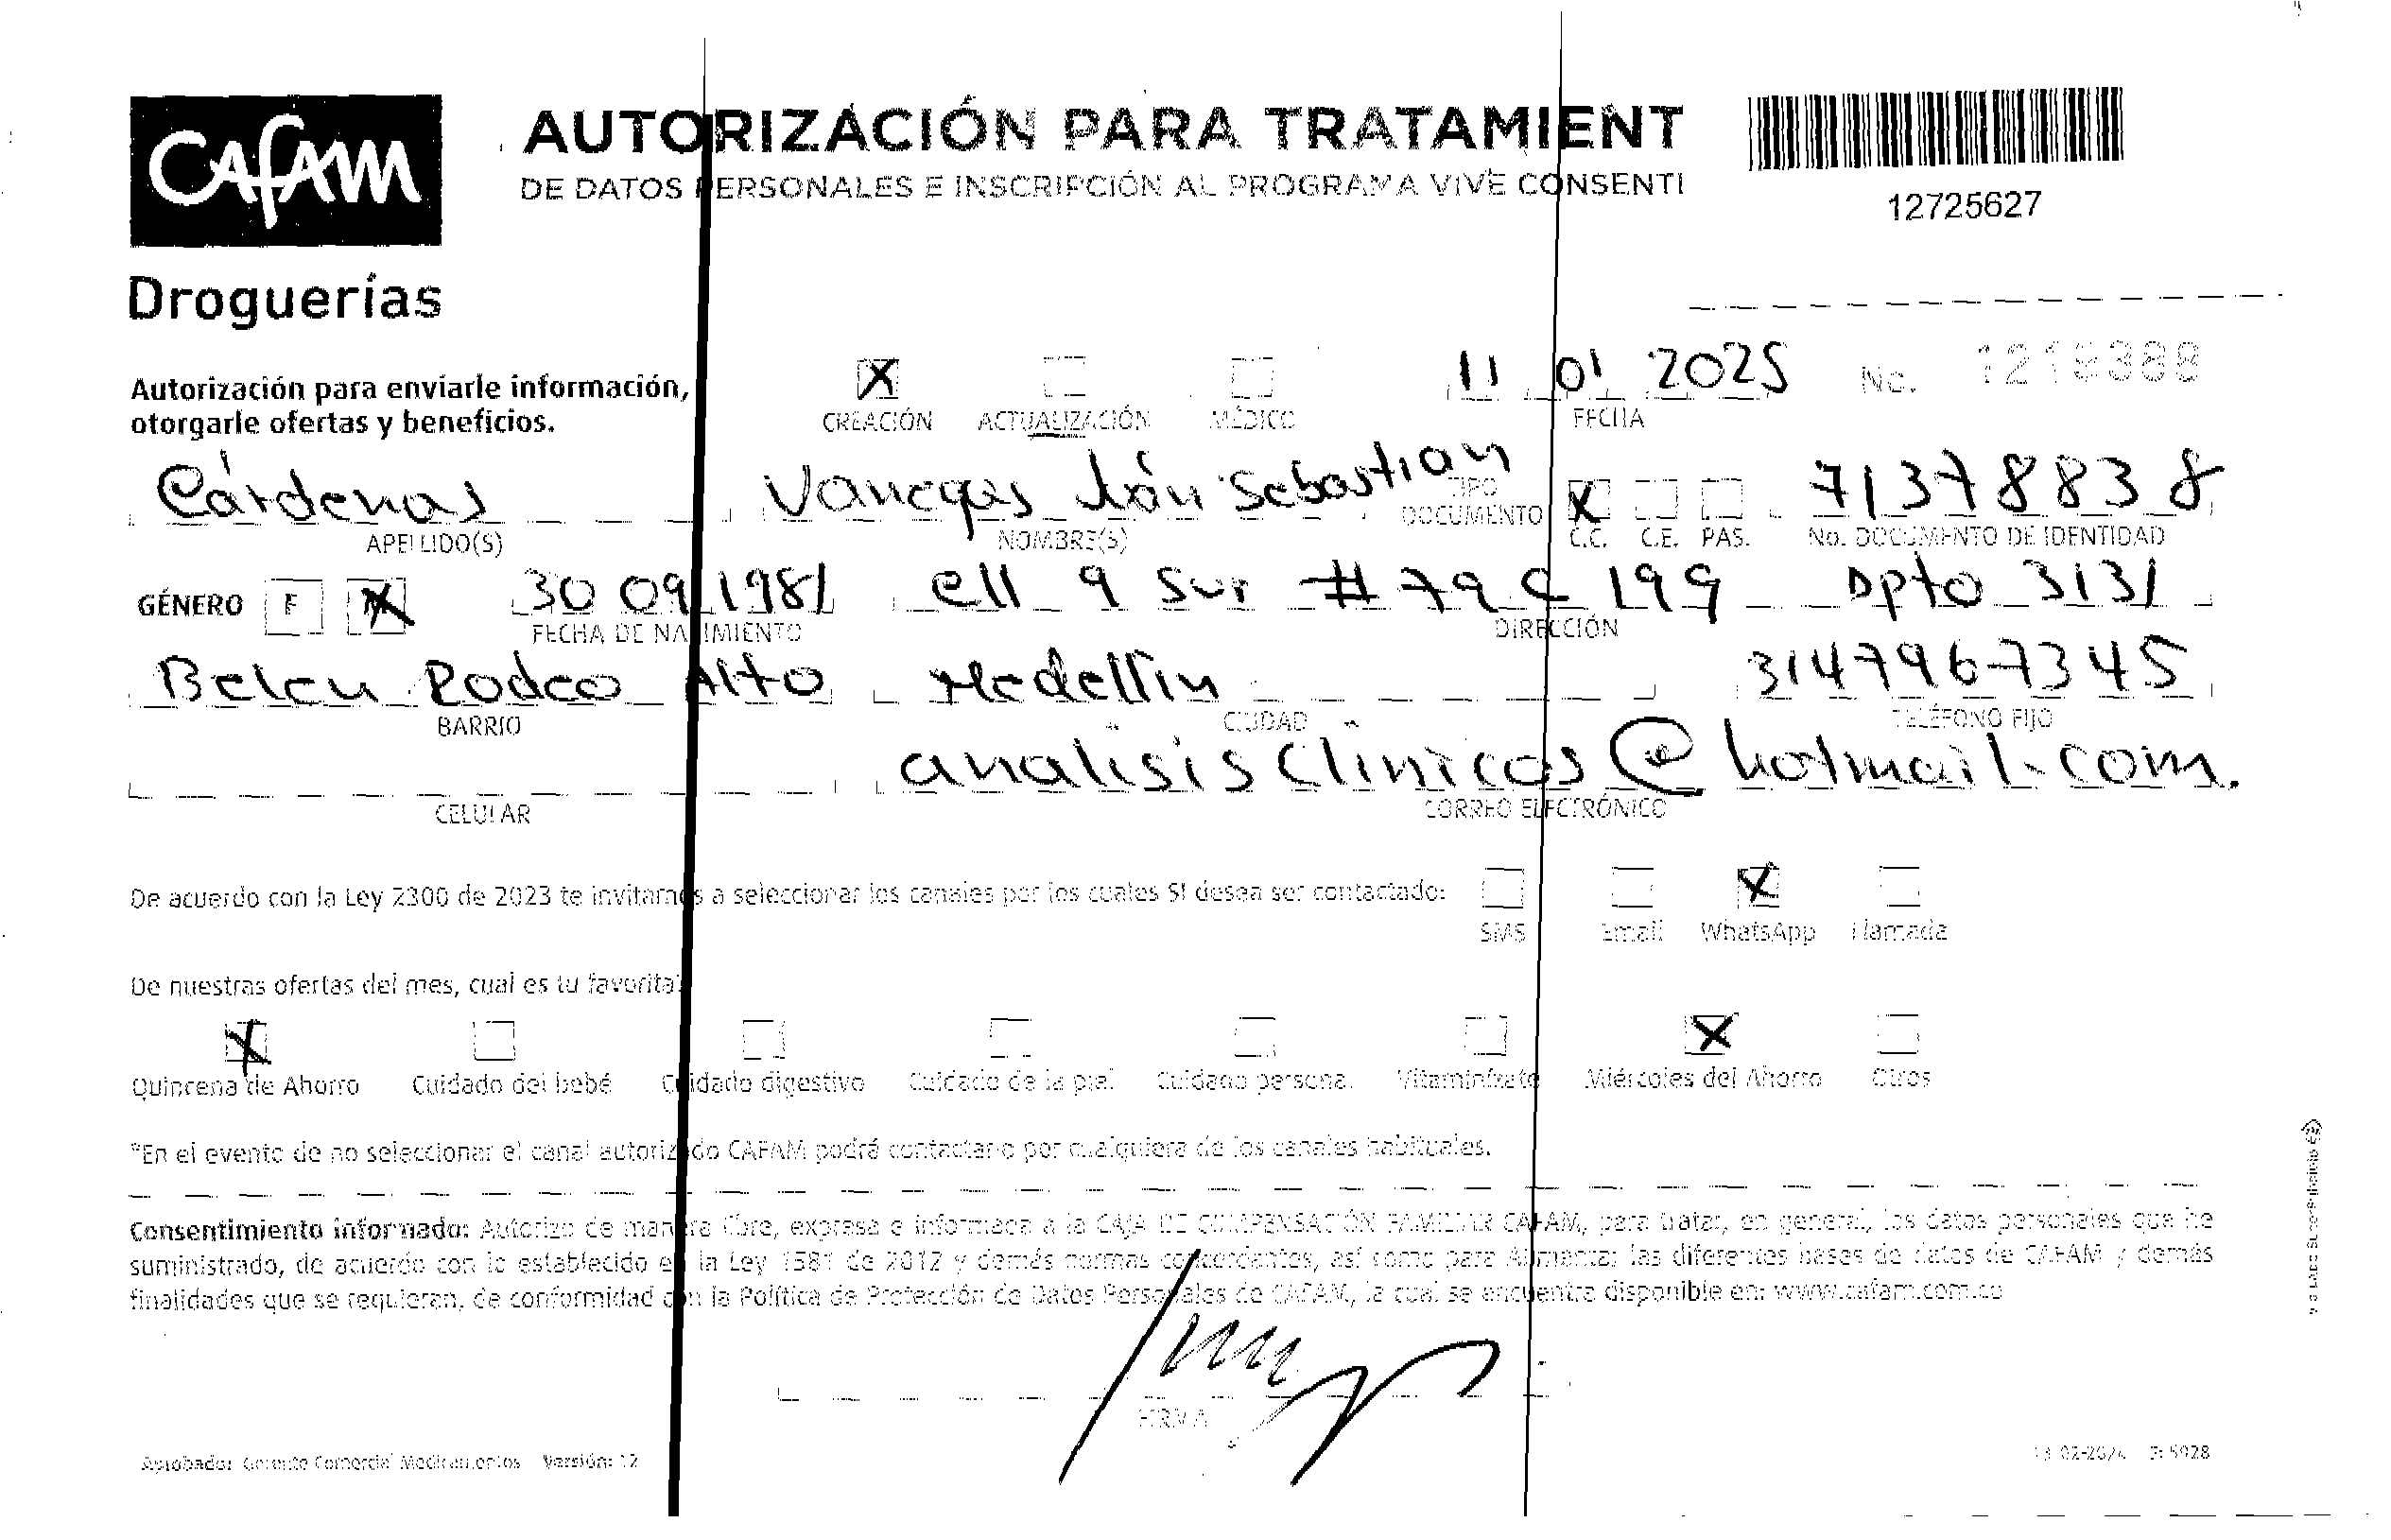 CAFAM
Droguerías
AUTORIZACIÓN PARA TRATAMIENT
DE DATOS PERSONALES E INSCRIPCIÓN AL PROGRAMA VIVE CONSENTI
12725627
Autorización para enviarle información,
otorgarle ofertas y beneficios.
X CREACIÓN ACTUALIZACIÓN MÉDICO
11 01 2025
FECHA
No.
Cárdenas Vanegas Sebastian X 71378838
APELLIDO(S) NOMBRE(S) TIPO DOCUMENTO C.C. C.E. PAS. No. DOCUMENTO DE IDENTIDAD
GÉNERO F M 30 09 1981 cll 9 Sur # 79 C 199 Apto 3131
FECHA DE NACIMIENTO DIRECCIÓN
Belen Rodeo Alto Medellín 3147967345
BARRIO CIUDAD TELÉFONO FIJO
analisisclinicos@hotmail.com.
CELULAR CORREO ELECTRÓNICO
De acuerdo con la Ley 2300 de 2023 te invitamos a seleccionar los canales por los cuales SI desea ser contactado:
SMS Email X WhatsApp Llamada
De nuestras ofertas del mes, cual es tu favorita?
X Quincena de Ahorro Cuidado del bebé Cuidado digestivo Cuidado de la piel Cuidado personal Vitamínizate X Miércoles del Ahorro Otros
*En el evento de no seleccionar el canal autorizado CAFAM podrá contactarlo por cualquiera de los canales habituales.
Consentimiento informado: Autorizo de manera libre, expresa e informada a la CAJA DE COMPENSACIÓN FAMILIAR CAFAM, para tratar, en general, los datos personales que he
suministrado, de acuerdo con lo establecido en la Ley 1581 de 2012 y demás normas concordantes, así como para Alimentar las diferentes bases de datos de CAFAM y demás
finalidades que se requieran, de conformidad con la Política de Protección de Datos Personales de CAFAM, la cual se encuentra disponible en: www.cafam.com.co
FIRMA
Aprobador Gerente Comercial Medicamentos Versión: 12